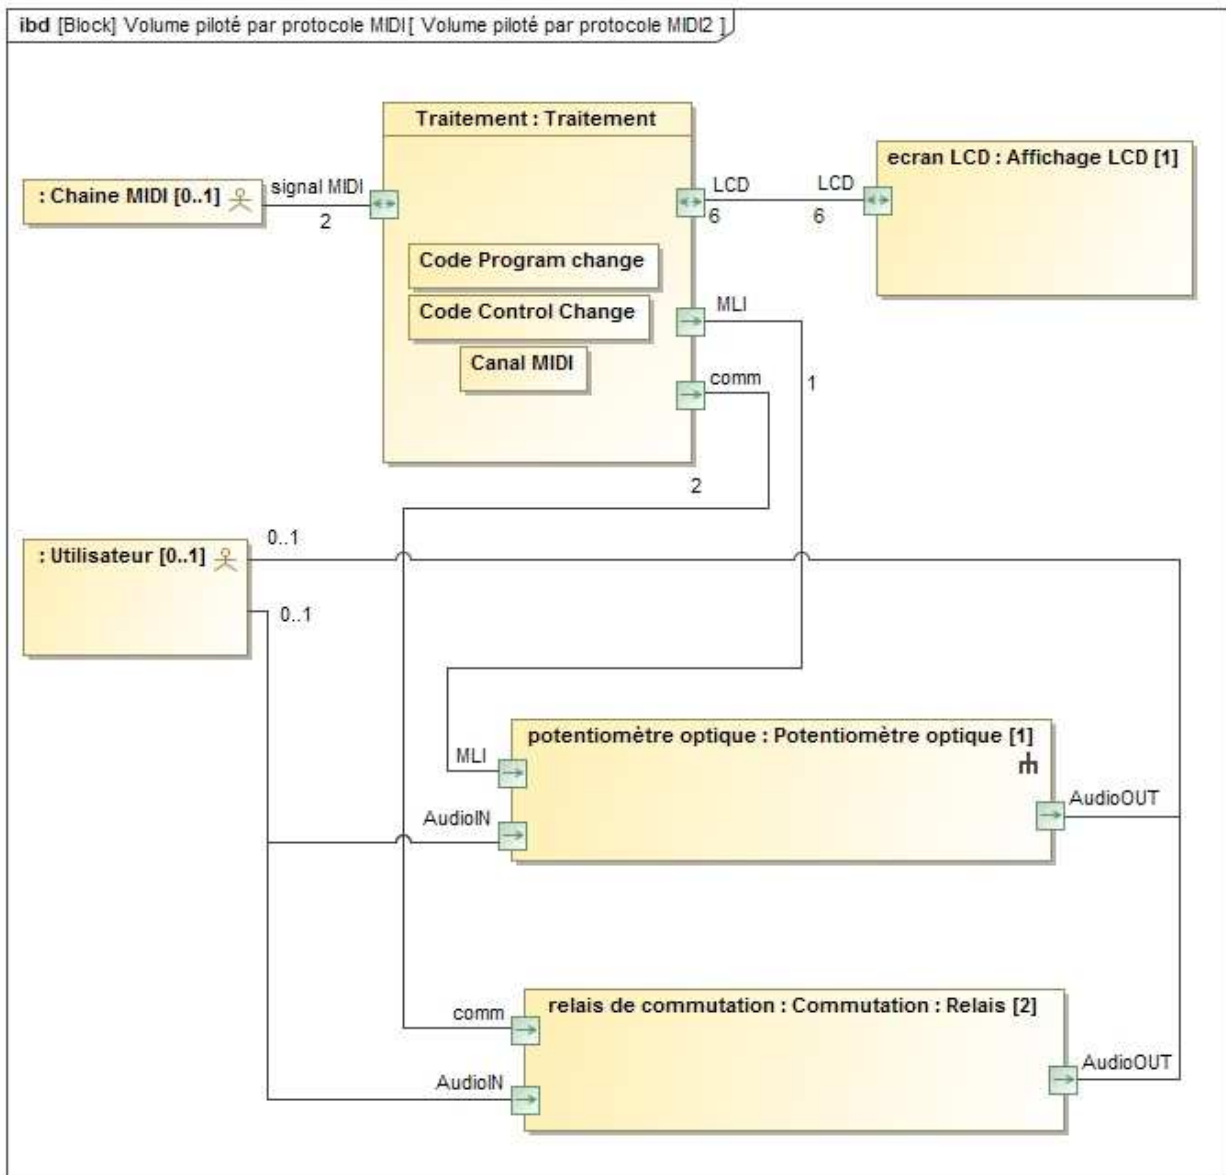 ibd [Block] Volume piloté par protocole MIDI[ Volume piloté par protocole MIDI2 ]
Traitement : Traitement
: Chaine MIDI [0..1]
signal MIDI
2
LCD
6
LCD
6
ecran LCD : Affichage LCD [1]
Code Program change
Code Control Change
Canal MIDI
MLI
1
comm
2
: Utilisateur [0..1]
0..1
0..1
potentiomètre optique : Potentiomètre optique [1]
MLI
AudioIN
AudioOUT
relais de commutation : Commutation : Relais [2]
comm
AudioIN
AudioOUT